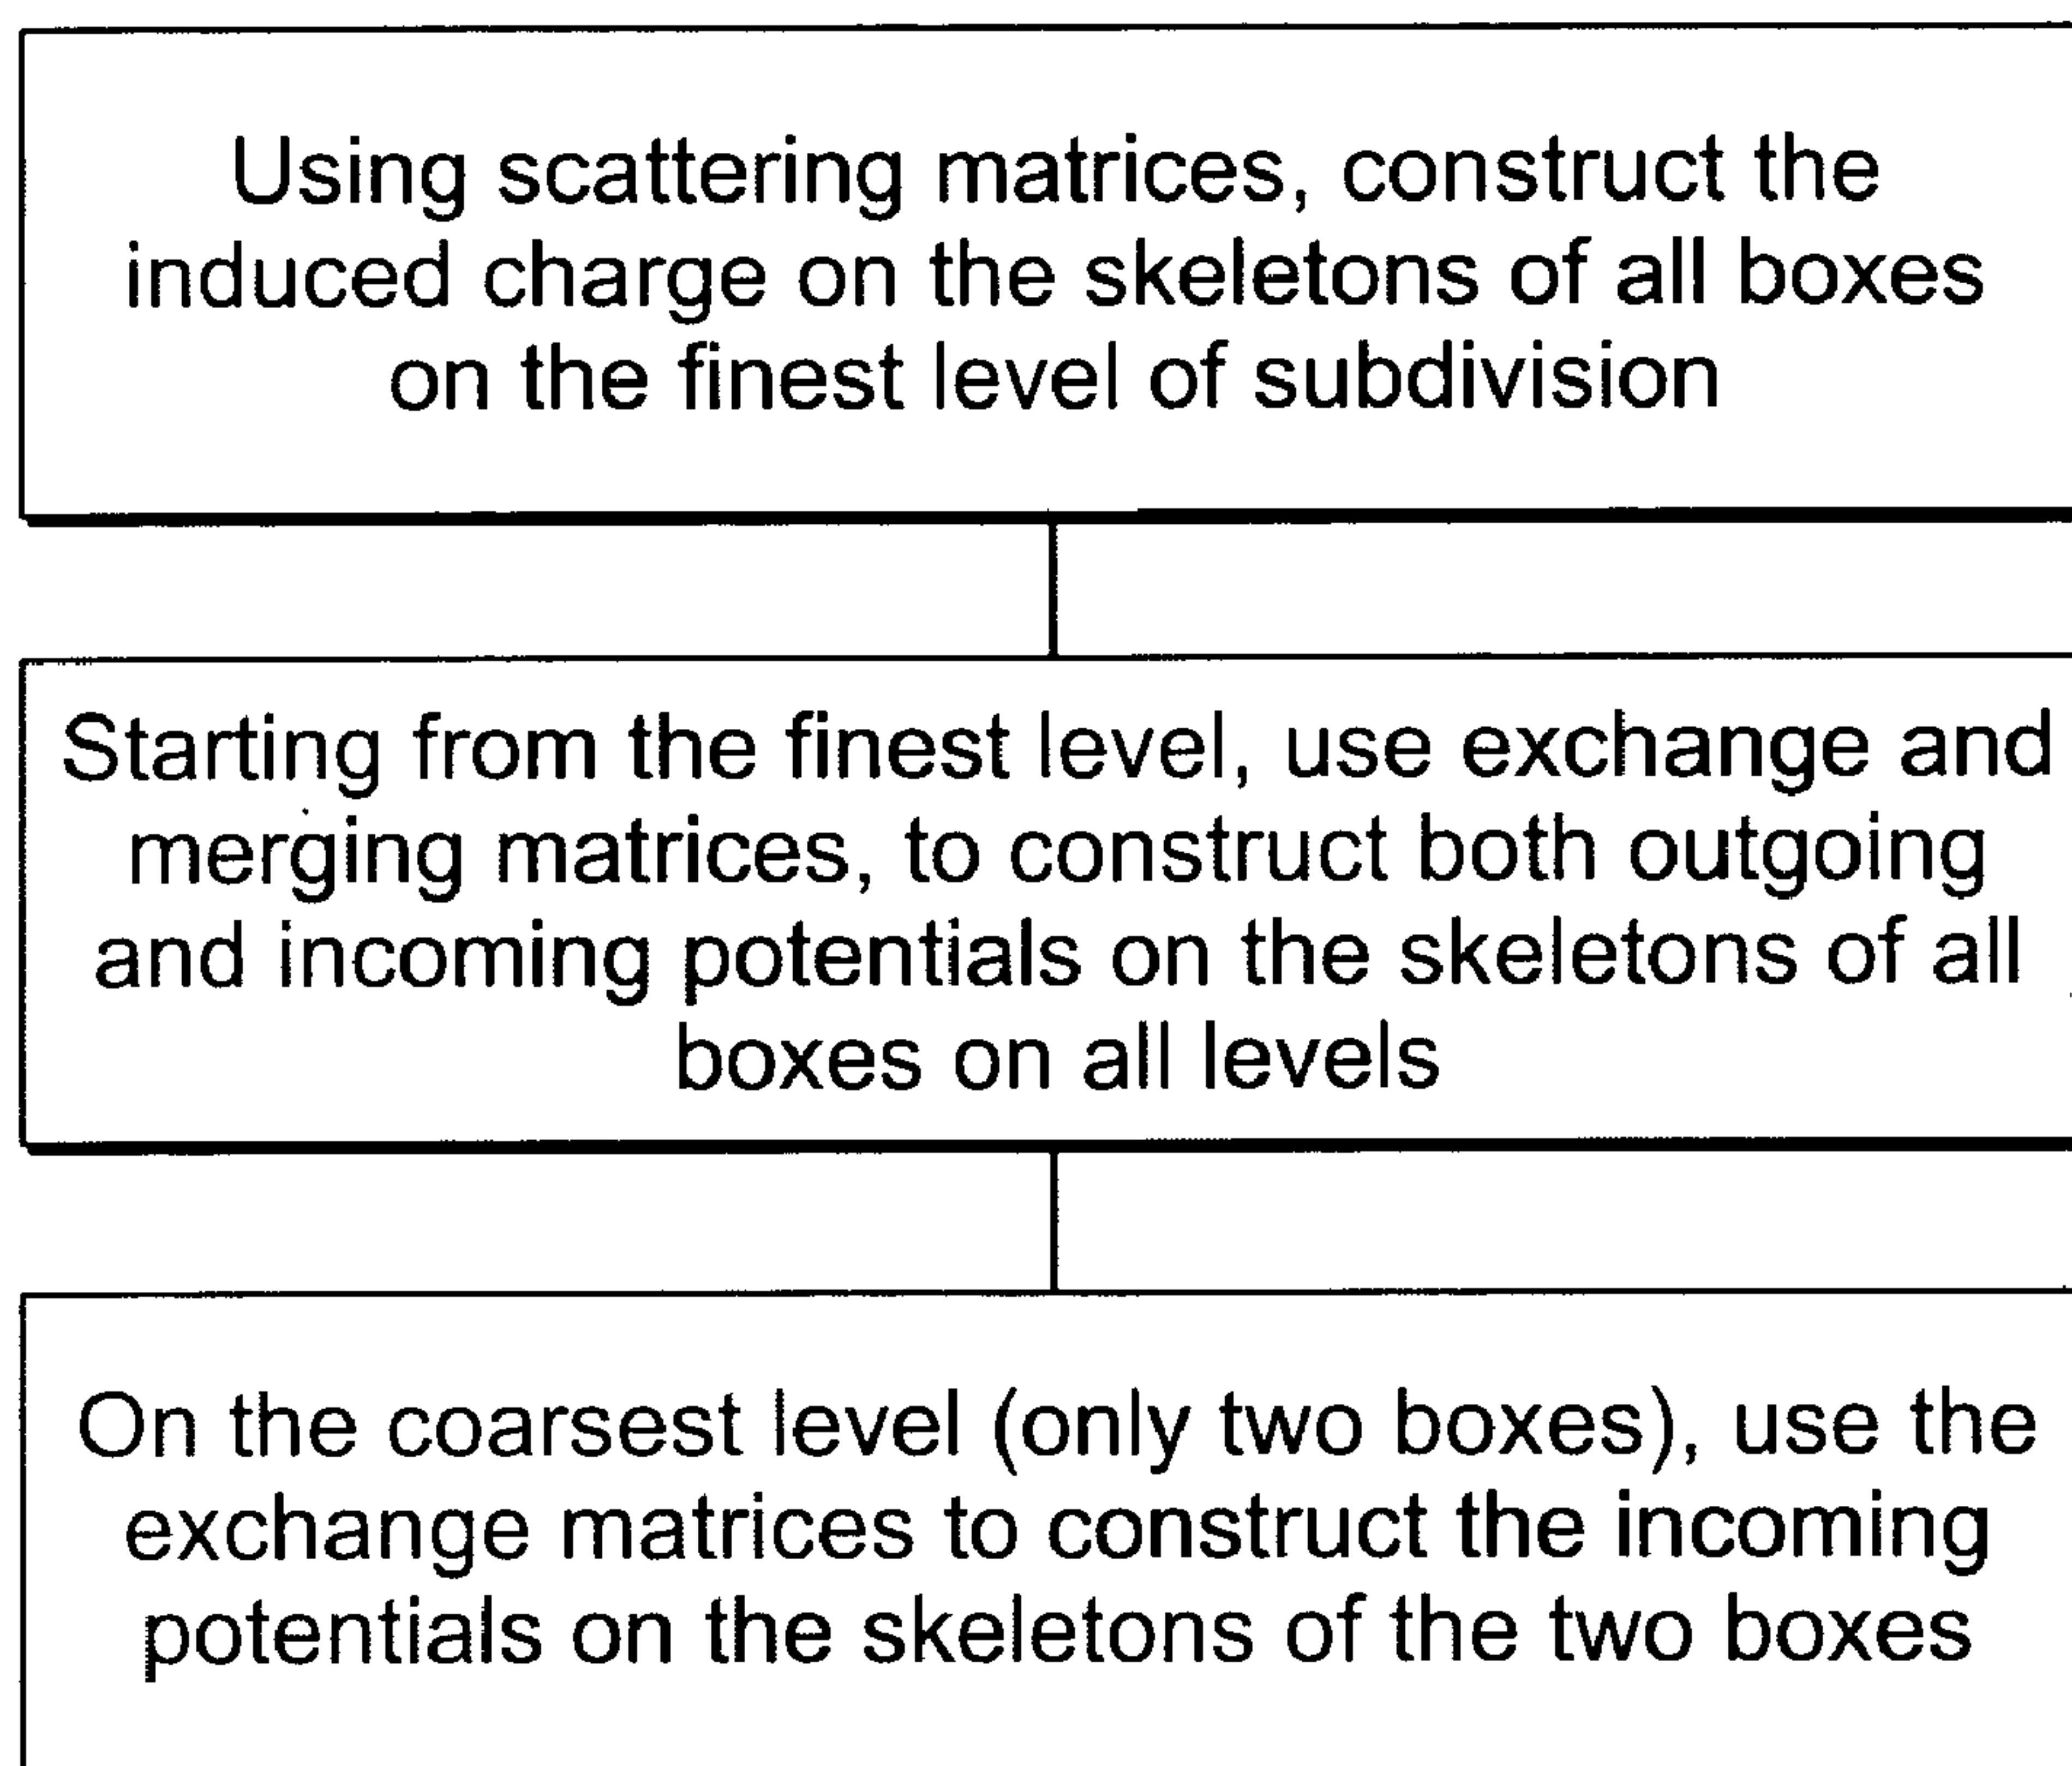 Using scattering matrices, construct the
induced charge on the skeletons of all boxes
on the finest level of subdivision
Starting from the finest level, use exchange and
merging matrices, to construct both outgoing
and incoming potentials on the skeletons of all
boxes on all levels
On the coarsest level (only two boxes), use the
exchange matrices to construct the incoming
potentials on the skeletons of the two boxes